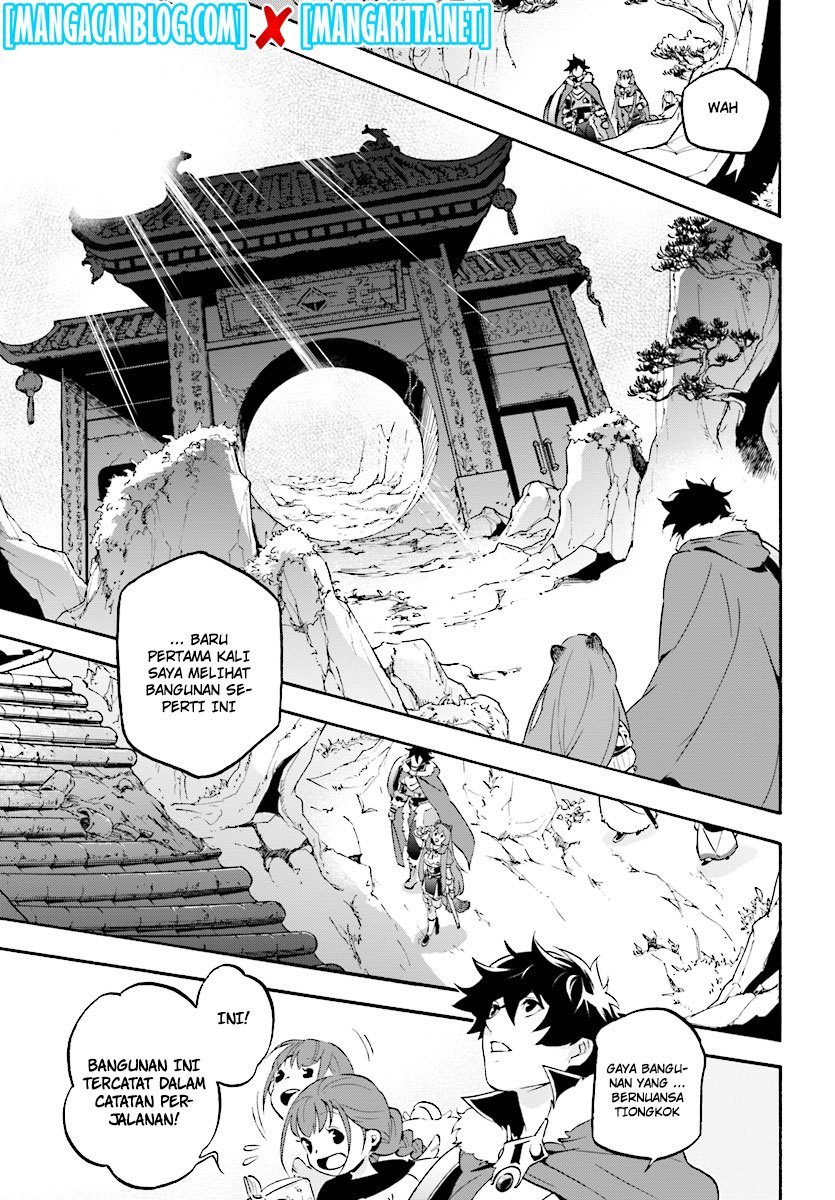 [MANGACANBLOG.COM] X [MANGAKITA.NET]
WAH
... BARU
PERTAMA KALI
SAYA MELIHAT
BANGUNAN SE-
PERTI INI
GAYA BANGU-
NAN YANG ...
BERNUANSA
TIONGKOK
INI!
BANGUNAN INI
TERCATAT DALAM
CATATAN PER-
JALANAN!